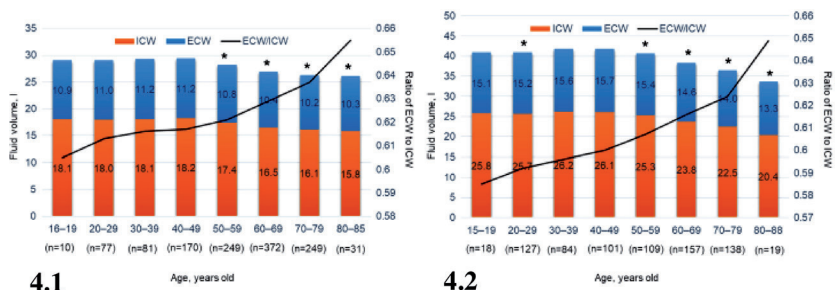 ICW ECW ECW/ICW
Fluid volume, l
35
30
25
20
15
10
5
0
* * * *
10.9 11.0 11.2 11.2 10.8 10.4 10.2 10.3
18.1 18.0 18.1 18.2 17.4 16.5 16.1 15.8
0.66
0.65
0.64
0.63
0.62
0.61
0.6
0.59
0.58
Ratio of ECW to ICW
16–19 20–29 30–39 40–49 50–59 60–69 70–79 80–85
(n=10) (n=77) (n=81) (n=170) (n=249) (n=372) (n=249) (n=31)
4.1
Age, years old
ICW ECW ECW/ICW
Fluid volume, l
50
45
40
35
30
25
20
15
10
5
0
* * * * *
15.1 15.2 15.6 15.7 15.4 14.6 14.0 13.3
25.8 25.7 26.2 26.1 25.3 23.8 22.5 20.4
0.66
0.65
0.64
0.63
0.62
0.61
0.6
0.59
0.58
0.57
Ratio of ECW to ICW
15–19 20–29 30–39 40–49 50–59 60–69 70–79 80–88
(n=18) (n=127) (n=84) (n=101) (n=109) (n=157) (n=138) (n=19)
4.2
Age, years old